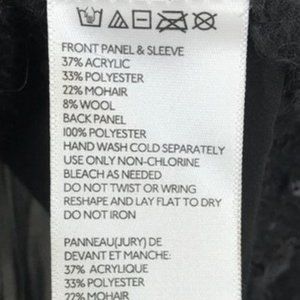 FRONT PANEL & SLEEVE
37% ACRYLIC
33% POLYESTER
22% MOHAIR
8% WOOL
BACK PANEL
100% POLYESTER
HAND WASH COLD SEPARATELY
USE ONLY NON-CHLORINE
BLEACH AS NEEDED
DO NOT TWIST OR WRING
RESHAPE AND LAY FLAT TO DRY
DO NOT IRON
PANNEAU(JURY) DE
DEVANT ET MANCHE:
37% ACRYLIQUE
33% POLYESTER
22% MOHAIR